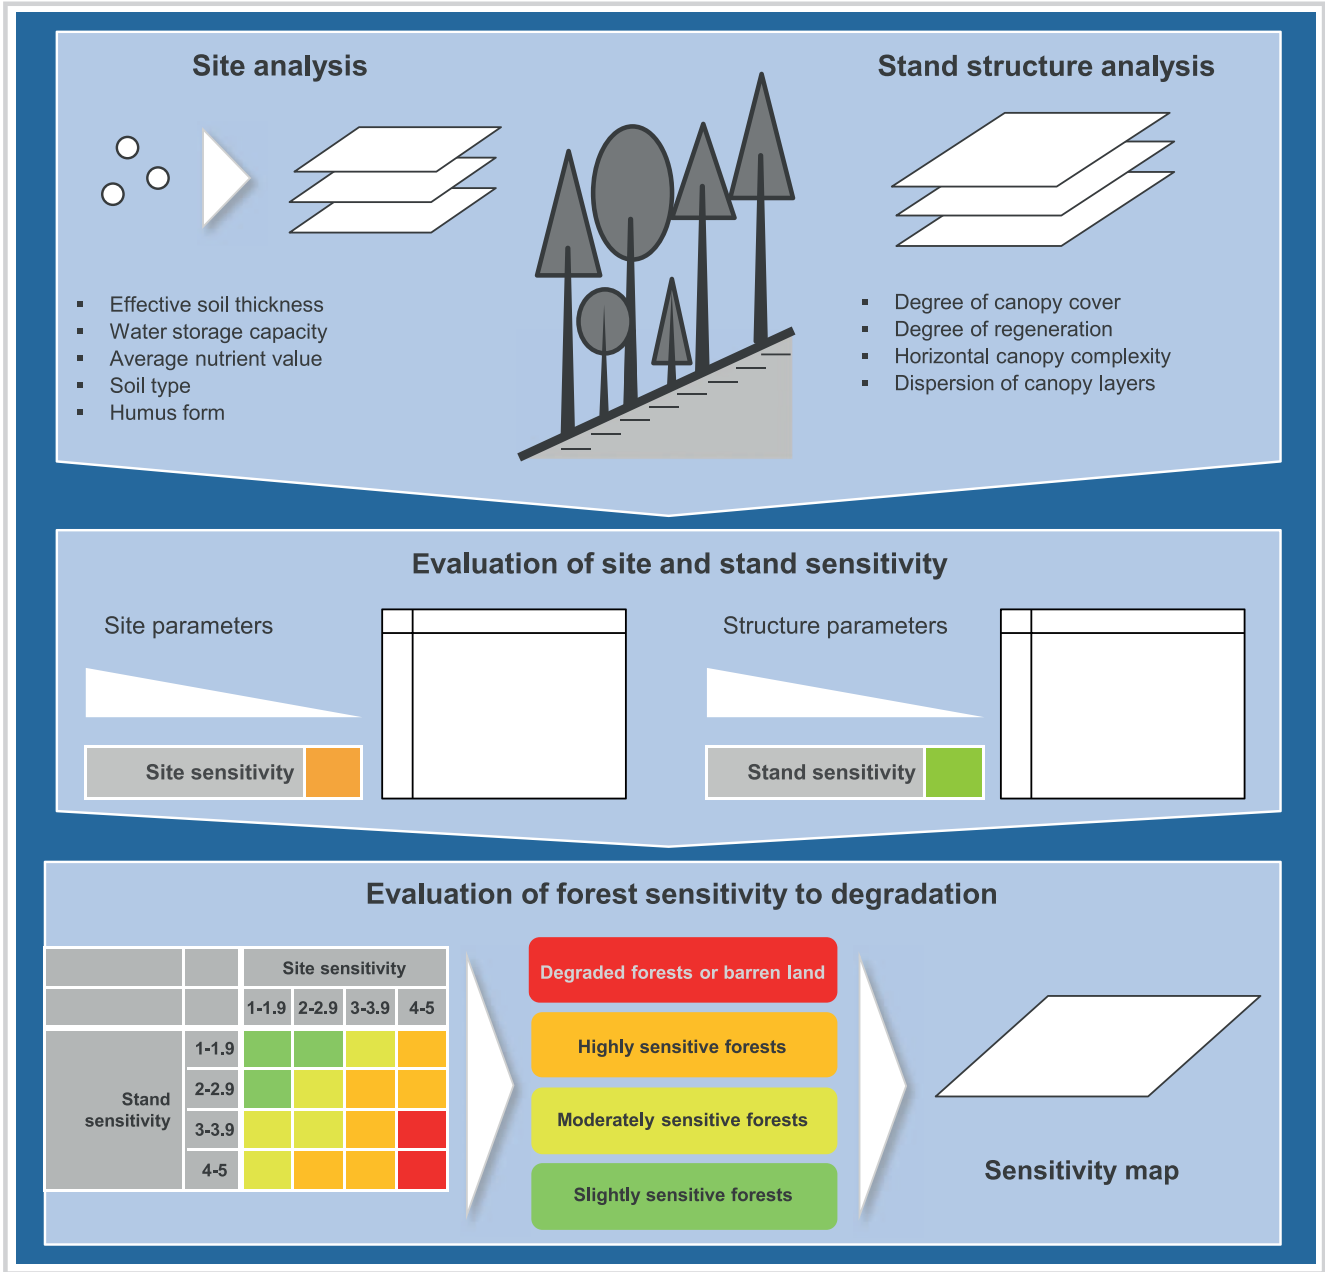 Site analysis
Stand structure analysis
▪ Effective soil thickness
▪ Water storage capacity
▪ Average nutrient value
▪ Soil type
▪ Humus form
▪ Degree of canopy cover
▪ Degree of regeneration
▪ Horizontal canopy complexity
▪ Dispersion of canopy layers
Evaluation of site and stand sensitivity
Site parameters
Site sensitivity
Structure parameters
Stand sensitivity
Evaluation of forest sensitivity to degradation
Site sensitivity
1-1.9 2-2.9 3-3.9 4-5
Stand
sensitivity
1-1.9
2-2.9
3-3.9
4-5
Degraded forests or barren land
Highly sensitive forests
Moderately sensitive forests
Slightly sensitive forests
Sensitivity map